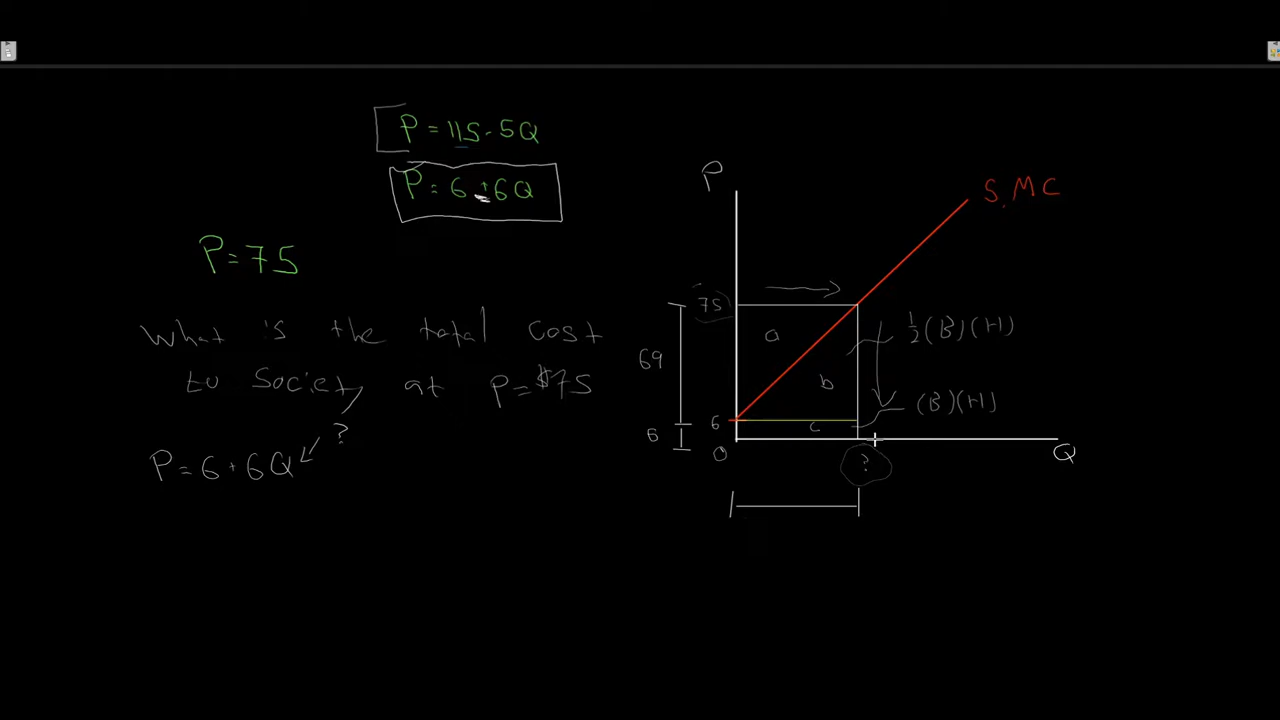 P = 115 - 5Q
P = 6 + 6Q
P = 75
What is the total cost
to Society at P = $75
?
P = 6 + 6Q
P
S.MC
75
a
1/2 (B)(H)
69
b
(B)(H)
6
c
6
0
?
Q